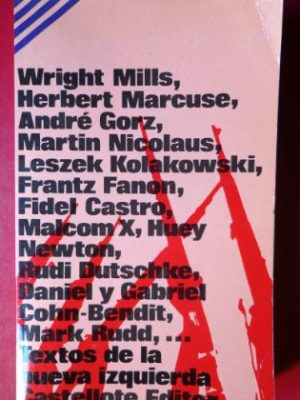 Wright Mills,
Herbert Marcuse,
André Gorz,
Martin Nicolaus,
Leszek Kolakowski,
Frantz Fanon,
Fidel Castro,
Malcom X, Huey
Newton,
Rudi Dutschke,
Daniel y Gabriel
Cohn-Bendit,
Mark Rudd, ...
Textos de la
nueva izquierda
Castellote Editor